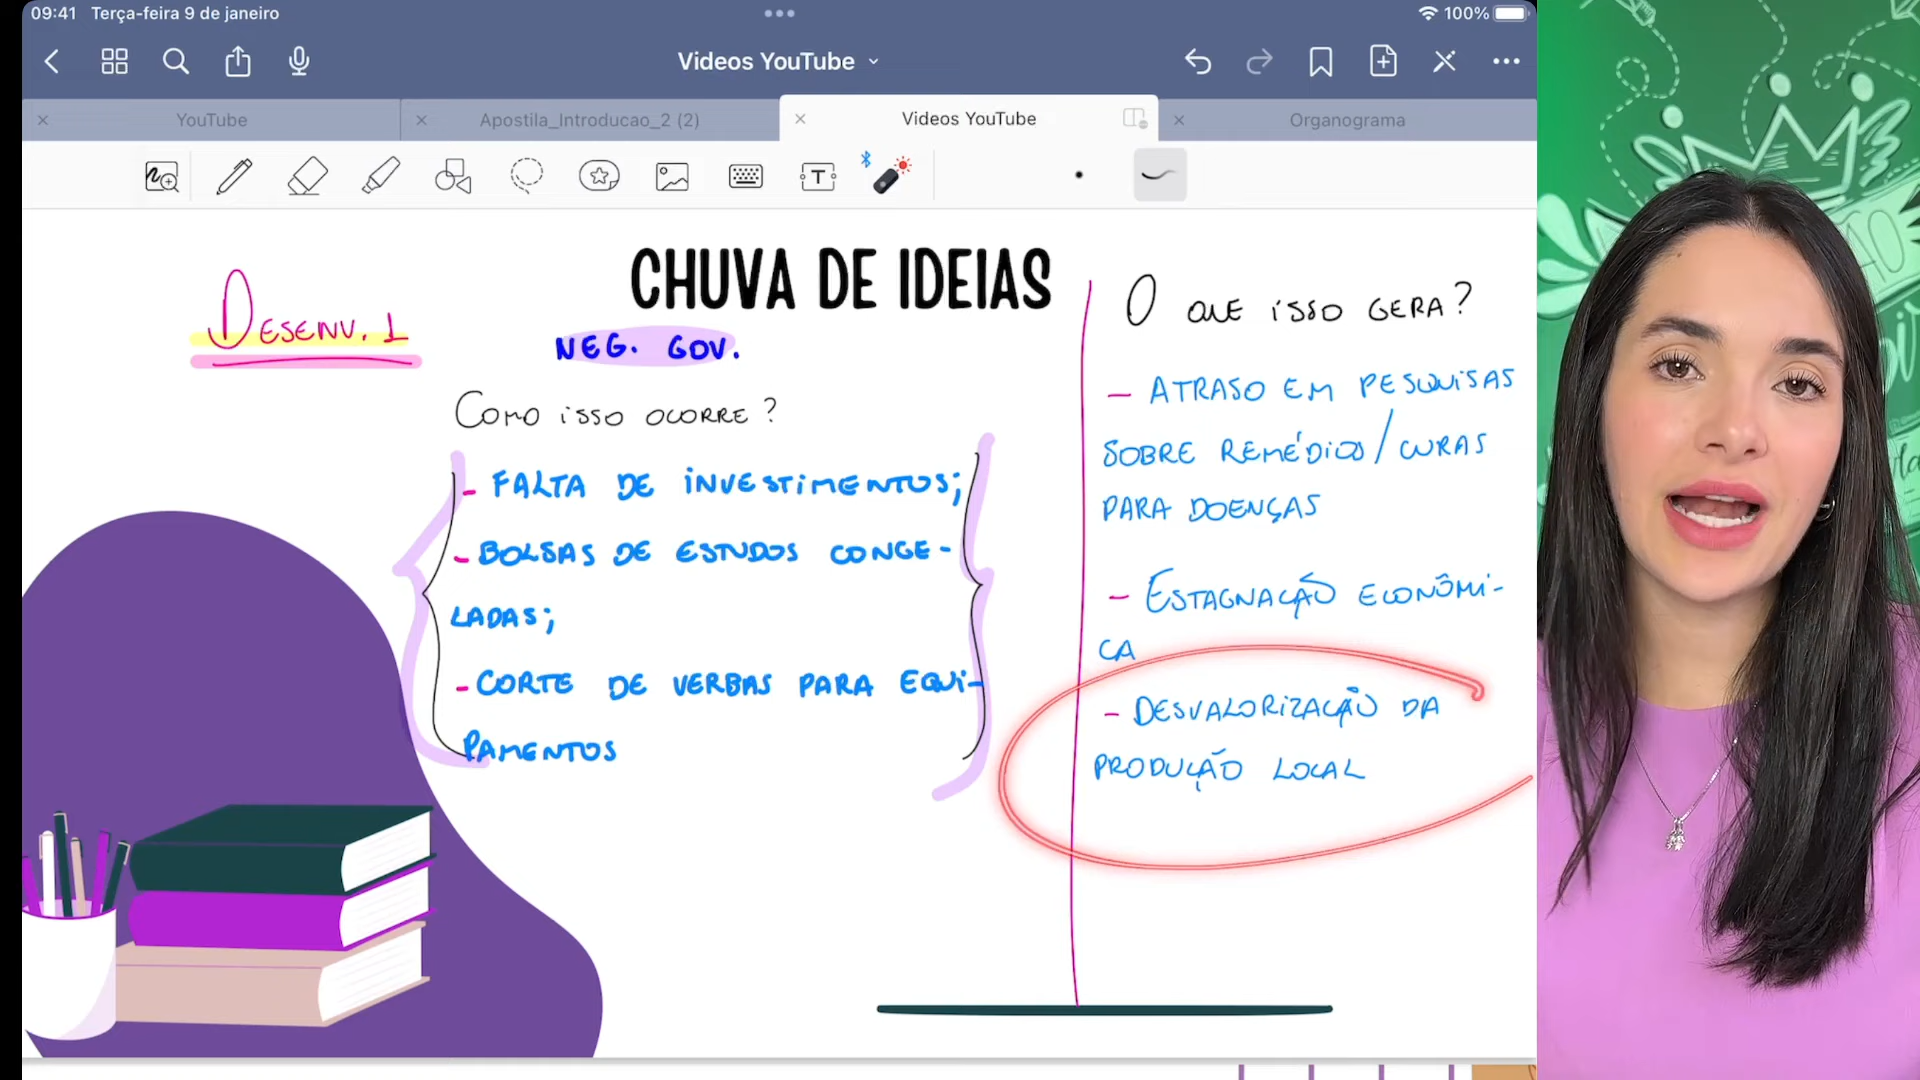 09:41 Terça-feira 9 de janeiro
100%
Videos YouTube
YouTube
Apostila_Introducao_2 (2)
Videos YouTube
Organograma
CHUVA DE IDEIAS
DESENV. 1
NEG. GOV.
COMO ISSO OCORRE?
- FALTA DE INVESTIMENTOS;
- BOLSAS DE ESTUDOS CONGE-
LADAS;
- CORTE DE VERBAS PARA EQUI-
PAMENTOS
O QUE ISSO GERA?
- ATRASO EM PESQUISAS
SOBRE REMÉDIOS/CURAS
PARA DOENÇAS
- ESTAGNAÇÃO ECONÔMI-
CA
- DESVALORIZAÇÃO DA
PRODUÇÃO LOCAL